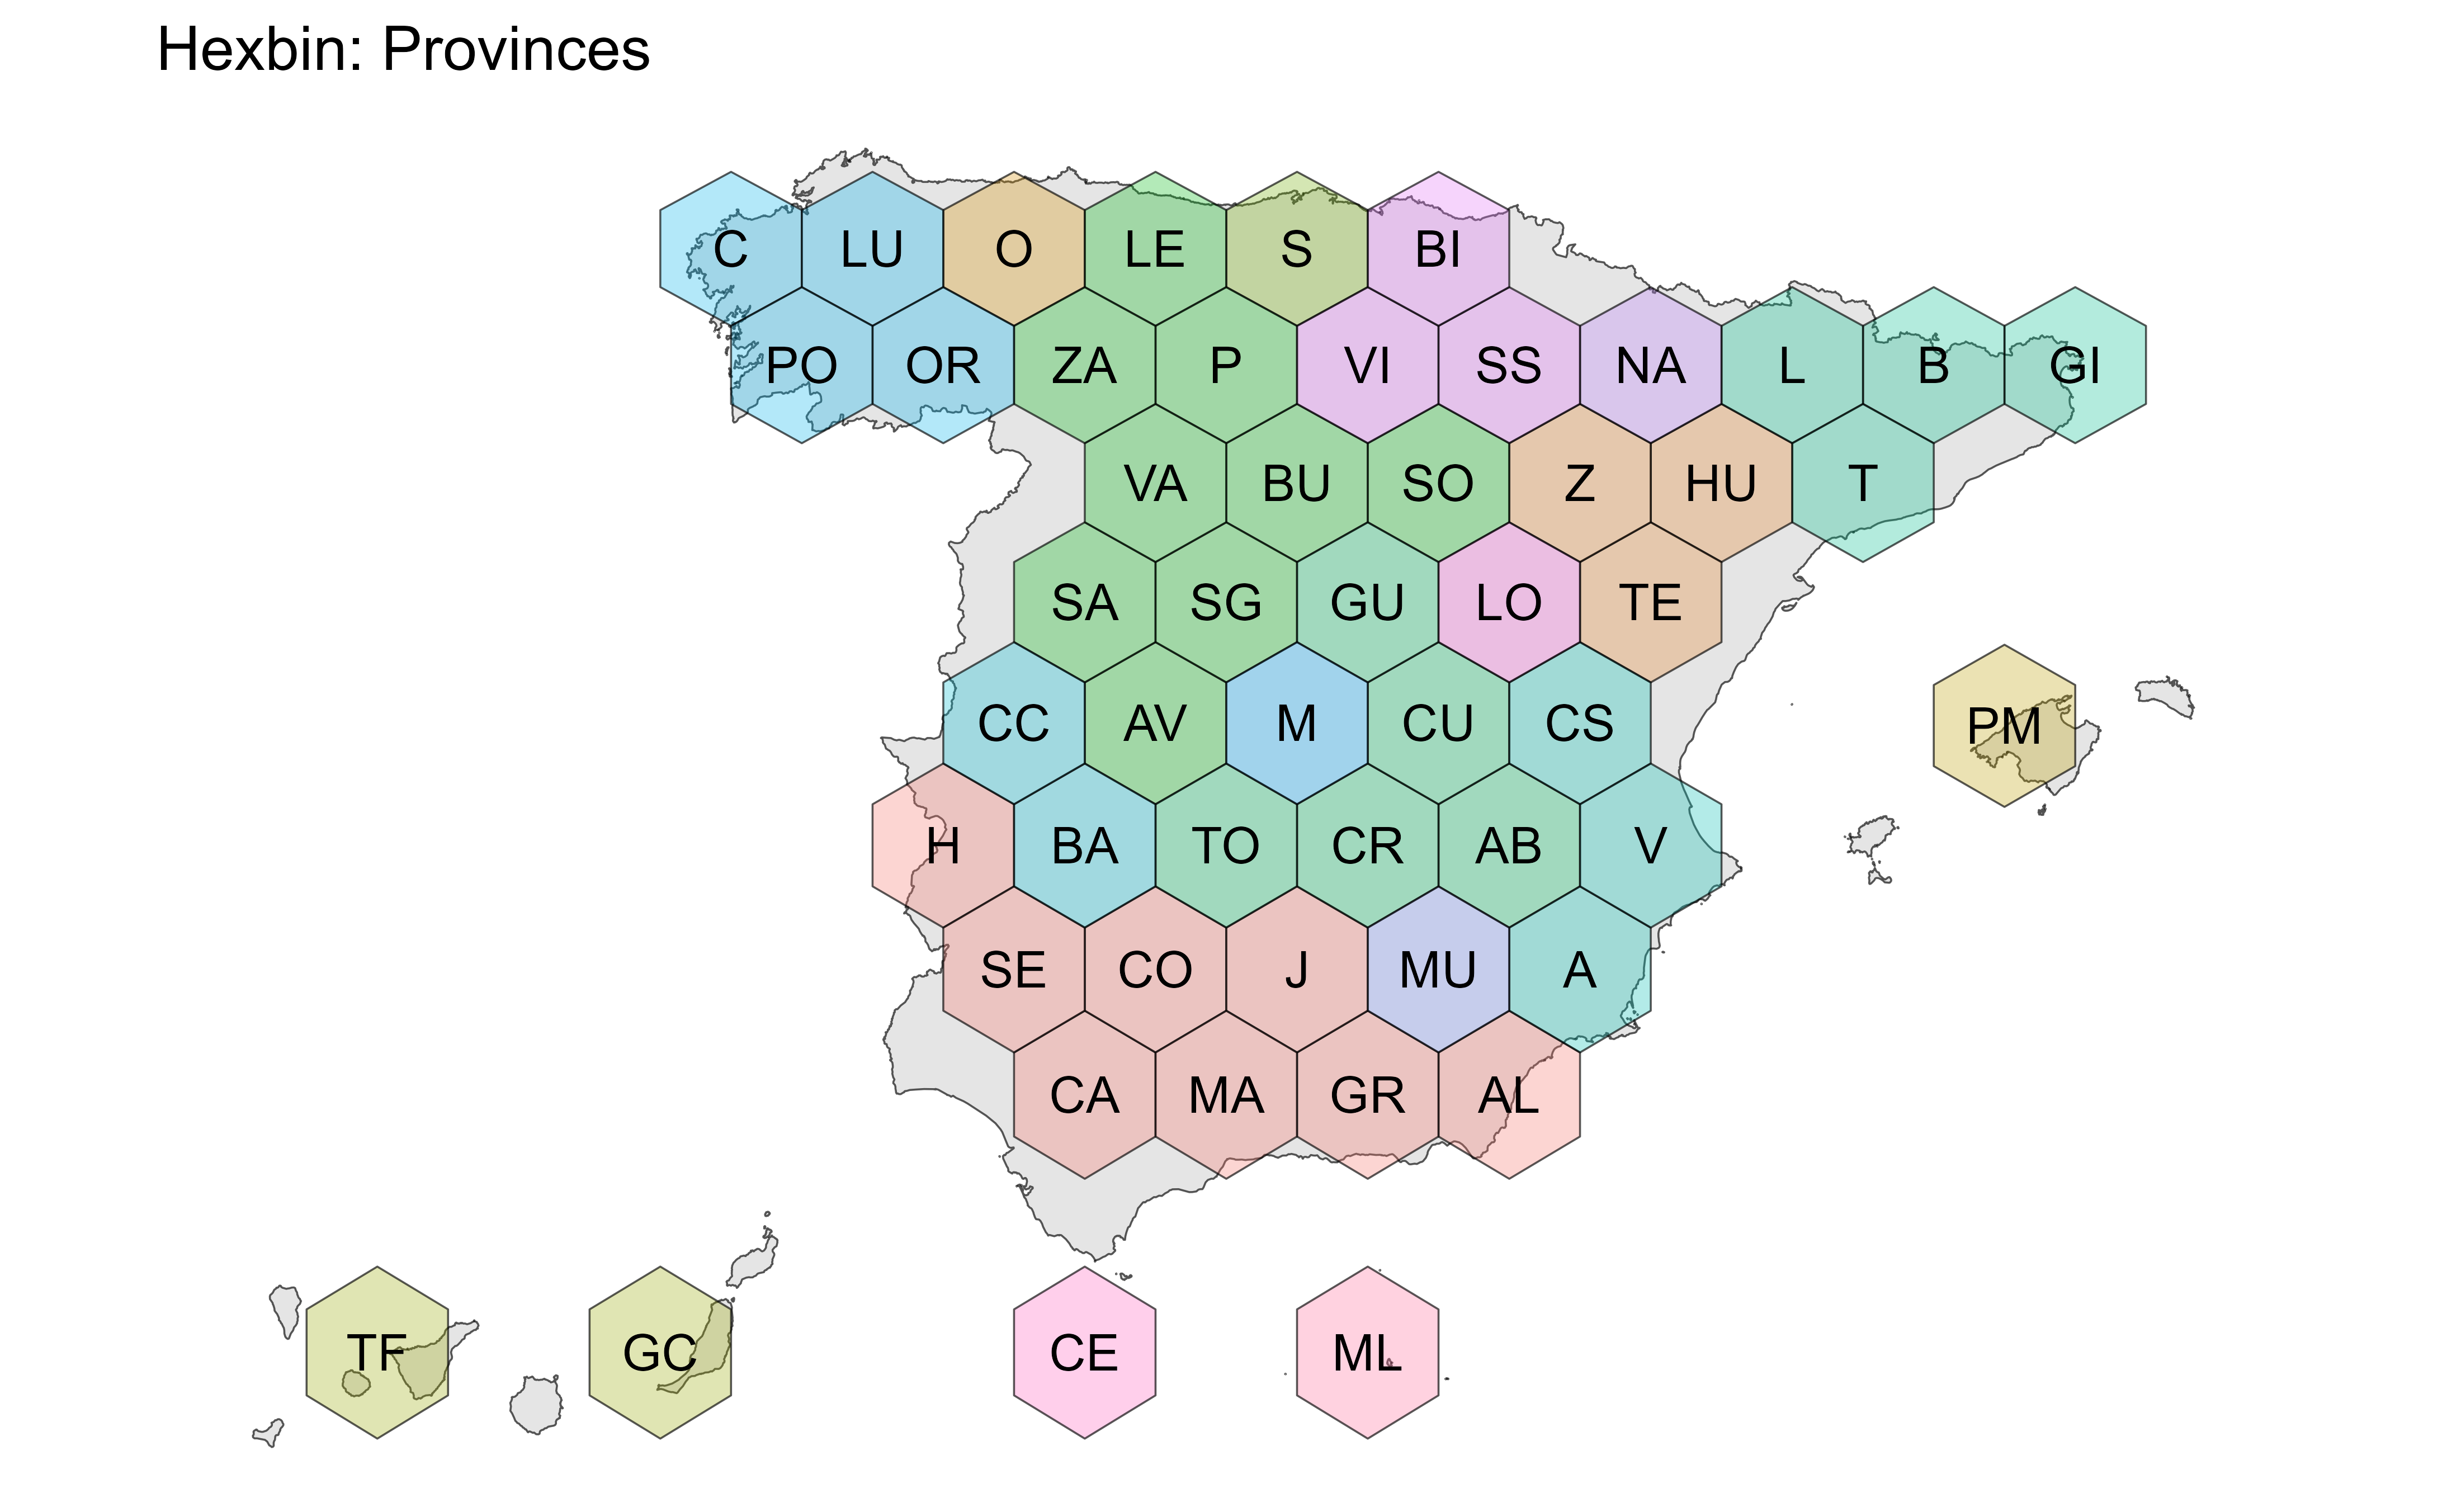 Hexbin: Provinces
C LU O LE S BI
PO OR ZA P VI SS NA L B GI
VA BU SO Z HU T
SA SG GU LO TE
CC AV M CU CS PM
H BA TO CR AB V
SE CO J MU A
CA MA GR AL
TF GC CE ML